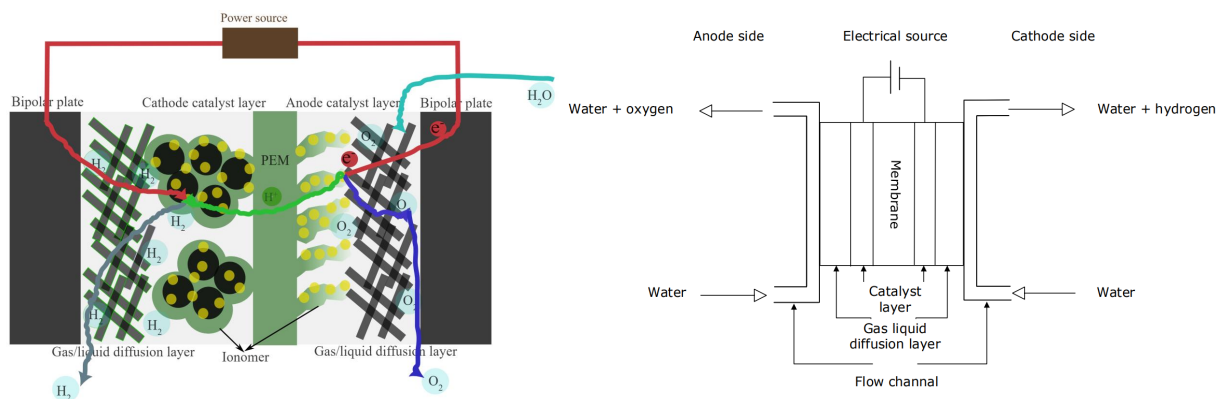 Power source
H₂O
Bipolar plate
Cathode catalyst layer
Anode catalyst layer
Bipolar plate
e⁻
O₂
H₂
H₂
PEM
e⁻
H⁺
O
H₂
O₂
H₂
H₂
O₂
H₂
Gas/liquid diffusion layer
Ionomer
Gas/liquid diffusion layer
H₂
O₂
Anode side
Electrical source
Cathode side
Water + oxygen
Water + hydrogen
Membrane
Water
Catalyst
layer
Water
Gas liquid
diffusion layer
Flow channel